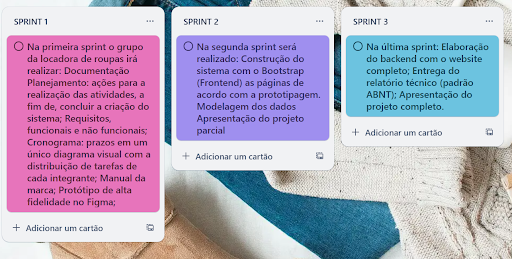 SPRINT 1
Na primeira sprint o grupo
da locadora de roupas irá
realizar: Documentação
Planejamento: ações para a
realização das atividades, a
fim de, concluir a criação do
sistema; Requisitos,
funcionais e não funcionais;
Cronograma: prazos em um
único diagrama visual com a
distribuição de tarefas de
cada integrante; Manual da
marca; Protótipo de alta
fidelidade no Figma;
+ Adicionar um cartão
SPRINT 2
Na segunda sprint será
realizado: Construção do
sistema com o Bootstrap
(Frontend) as páginas de
acordo com a prototipagem.
Modelagem dos dados
Apresentação do projeto
parcial
+ Adicionar um cartão
SPRINT 3
Na última sprint: Elaboração
do backend com o website
completo; Entrega do
relatório técnico (padrão
ABNT); Apresentação do
projeto completo.
+ Adicionar um cartão